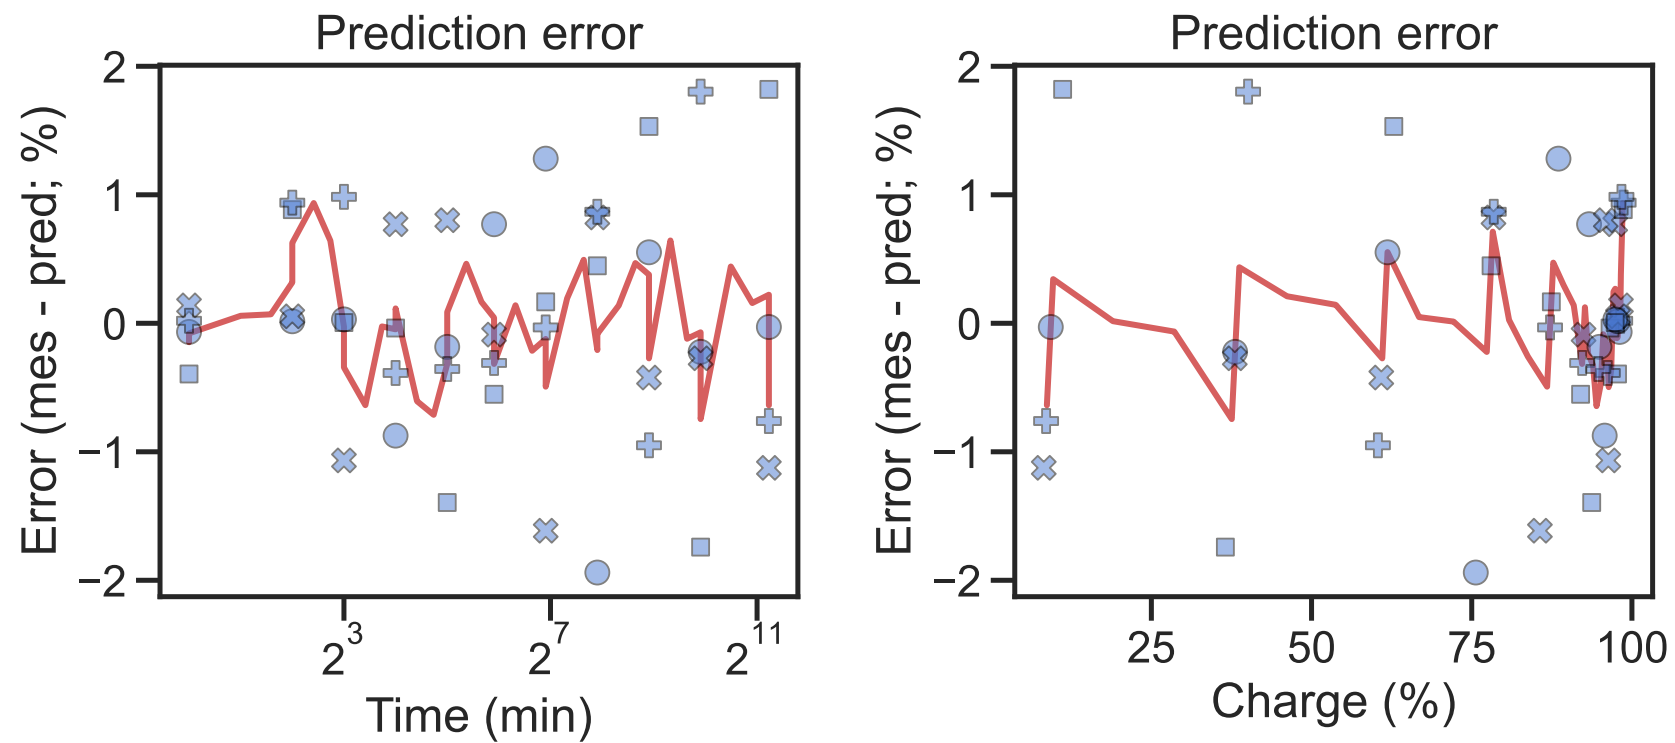 Prediction error
2
1
0
−1
−2
Error (mes - pred; %)
2^3
2^7
2^11
Time (min)
Prediction error
2
1
0
−1
−2
Error (mes - pred; %)
25
50
75
100
Charge (%)